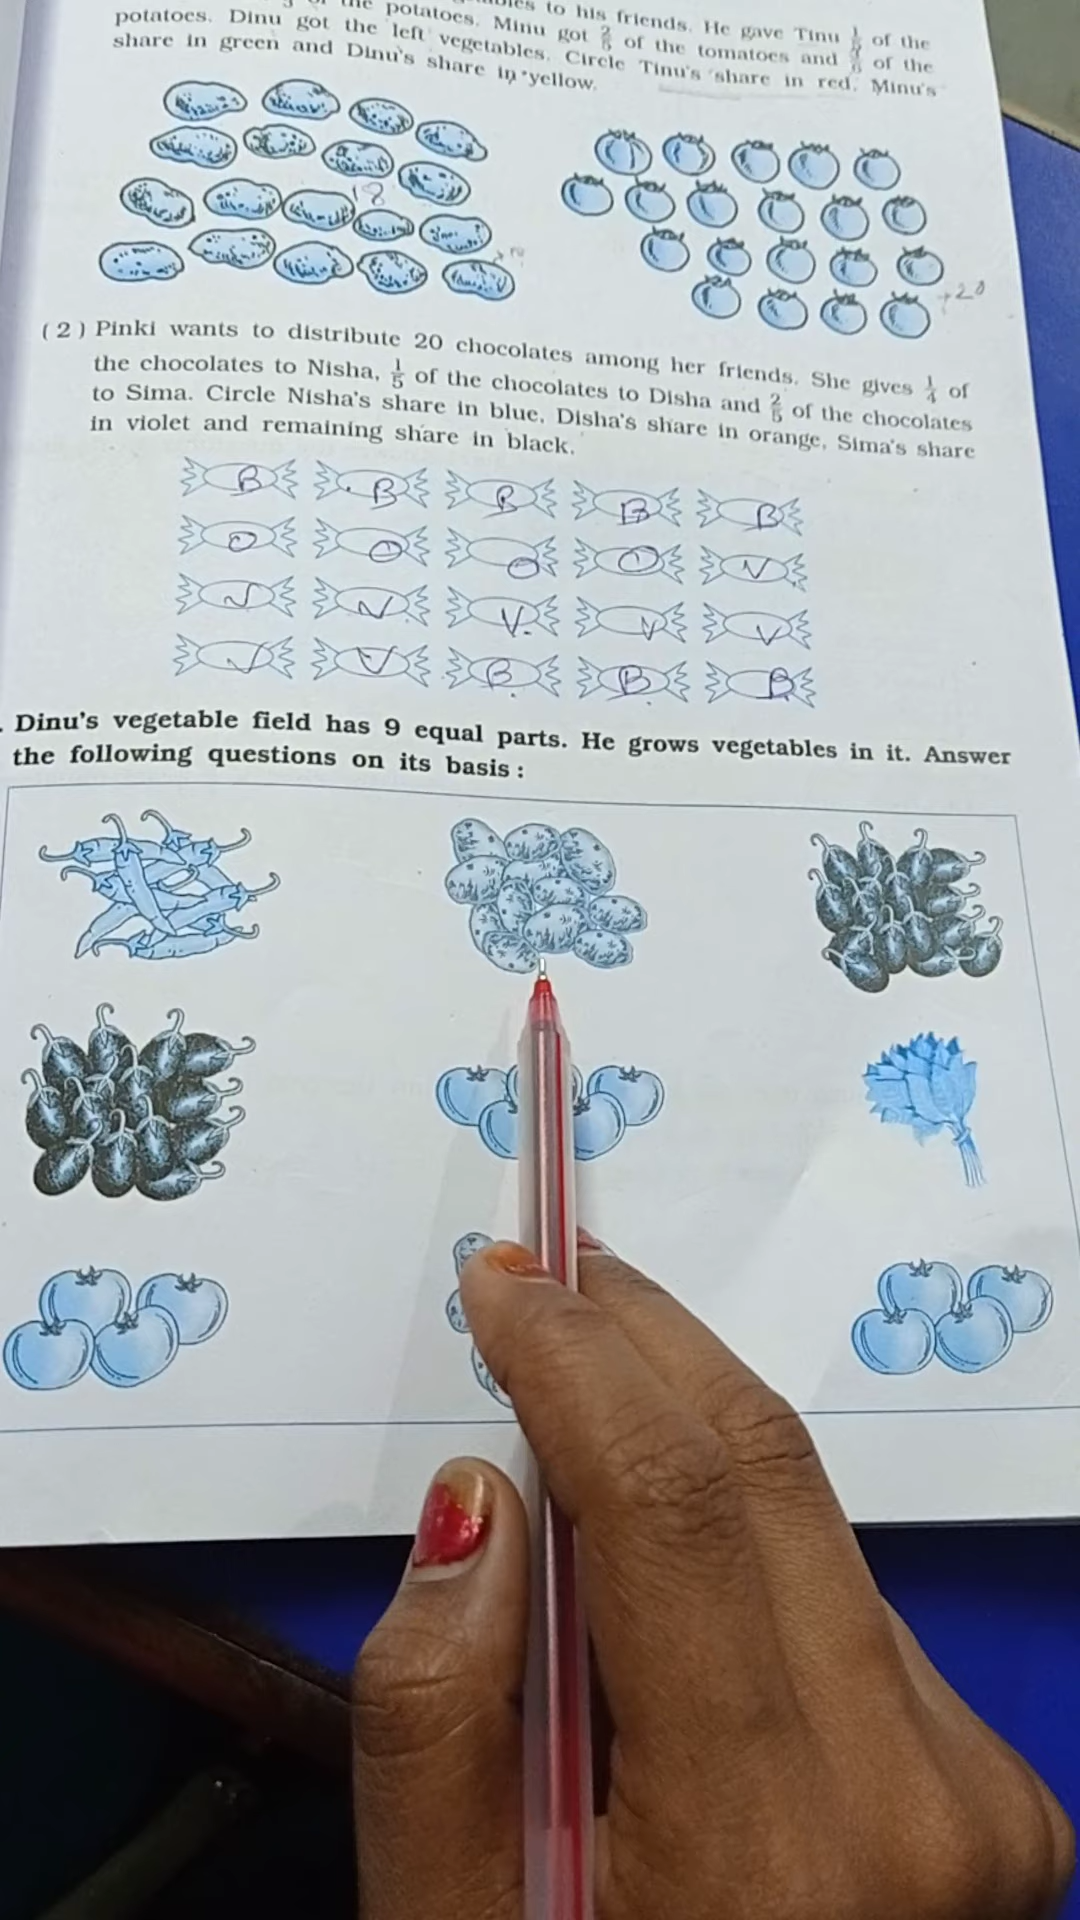 to his friends. He gave Tinu 1/5 of the
the potatoes. Minu got 2/5 of the tomatoes and of the
potatoes. Dinu got the left vegetables. Circle Tinu's share in red. Minu's
share in green and Dinu's share in yellow.
18
+20
(2) Pinki wants to distribute 20 chocolates among her friends. She gives 1/4 of
the chocolates to Nisha, 1/5 of the chocolates to Disha and 2/5 of the chocolates
to Sima. Circle Nisha's share in blue, Disha's share in orange, Sima's share
in violet and remaining share in black.
B B B B B
O O O O V
V V V V V
V V B B B
Dinu's vegetable field has 9 equal parts. He grows vegetables in it. Answer
the following questions on its basis :